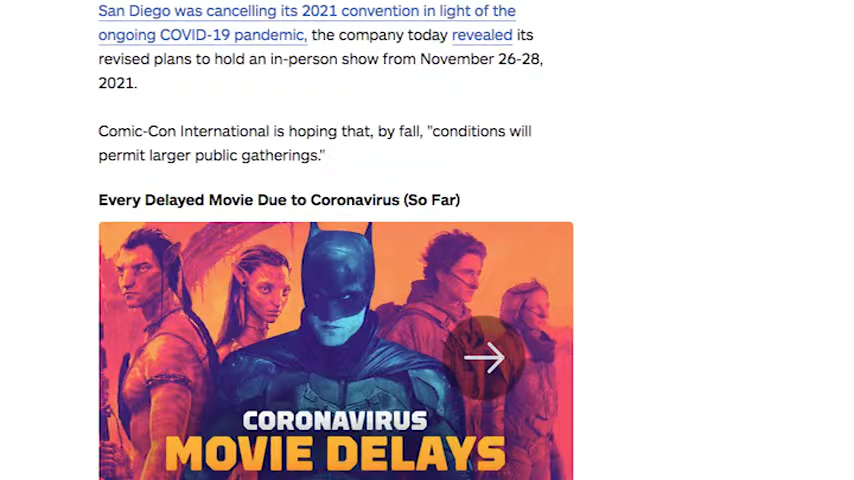 San Diego was cancelling its 2021 convention in light of the
ongoing COVID-19 pandemic, the company today revealed its
revised plans to hold an in-person show from November 26-28,
2021.
Comic-Con International is hoping that, by fall, "conditions will
permit larger public gatherings."
Every Delayed Movie Due to Coronavirus (So Far)
CORONAVIRUS
MOVIE DELAYS